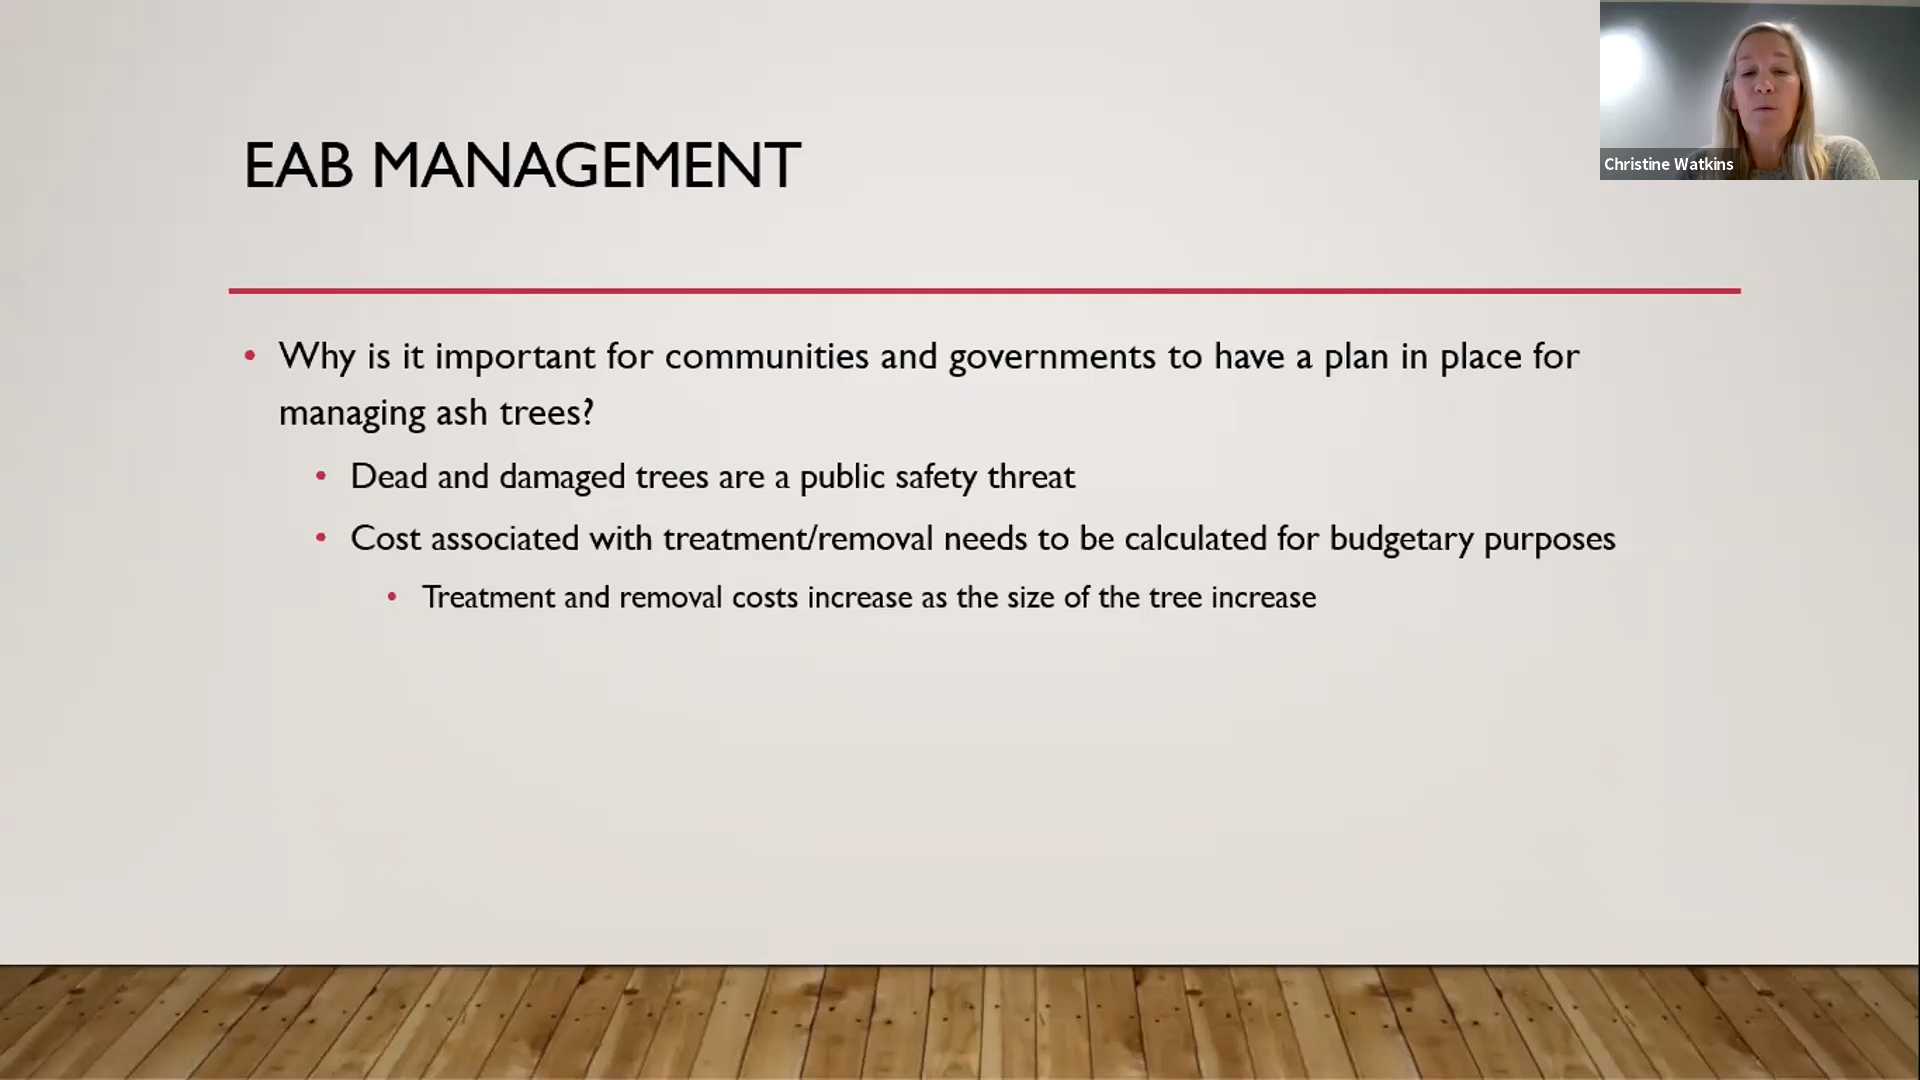 EAB MANAGEMENT
• Why is it important for communities and governments to have a plan in place for
managing ash trees?
• Dead and damaged trees are a public safety threat
• Cost associated with treatment/removal needs to be calculated for budgetary purposes
• Treatment and removal costs increase as the size of the tree increase
Christine Watkins